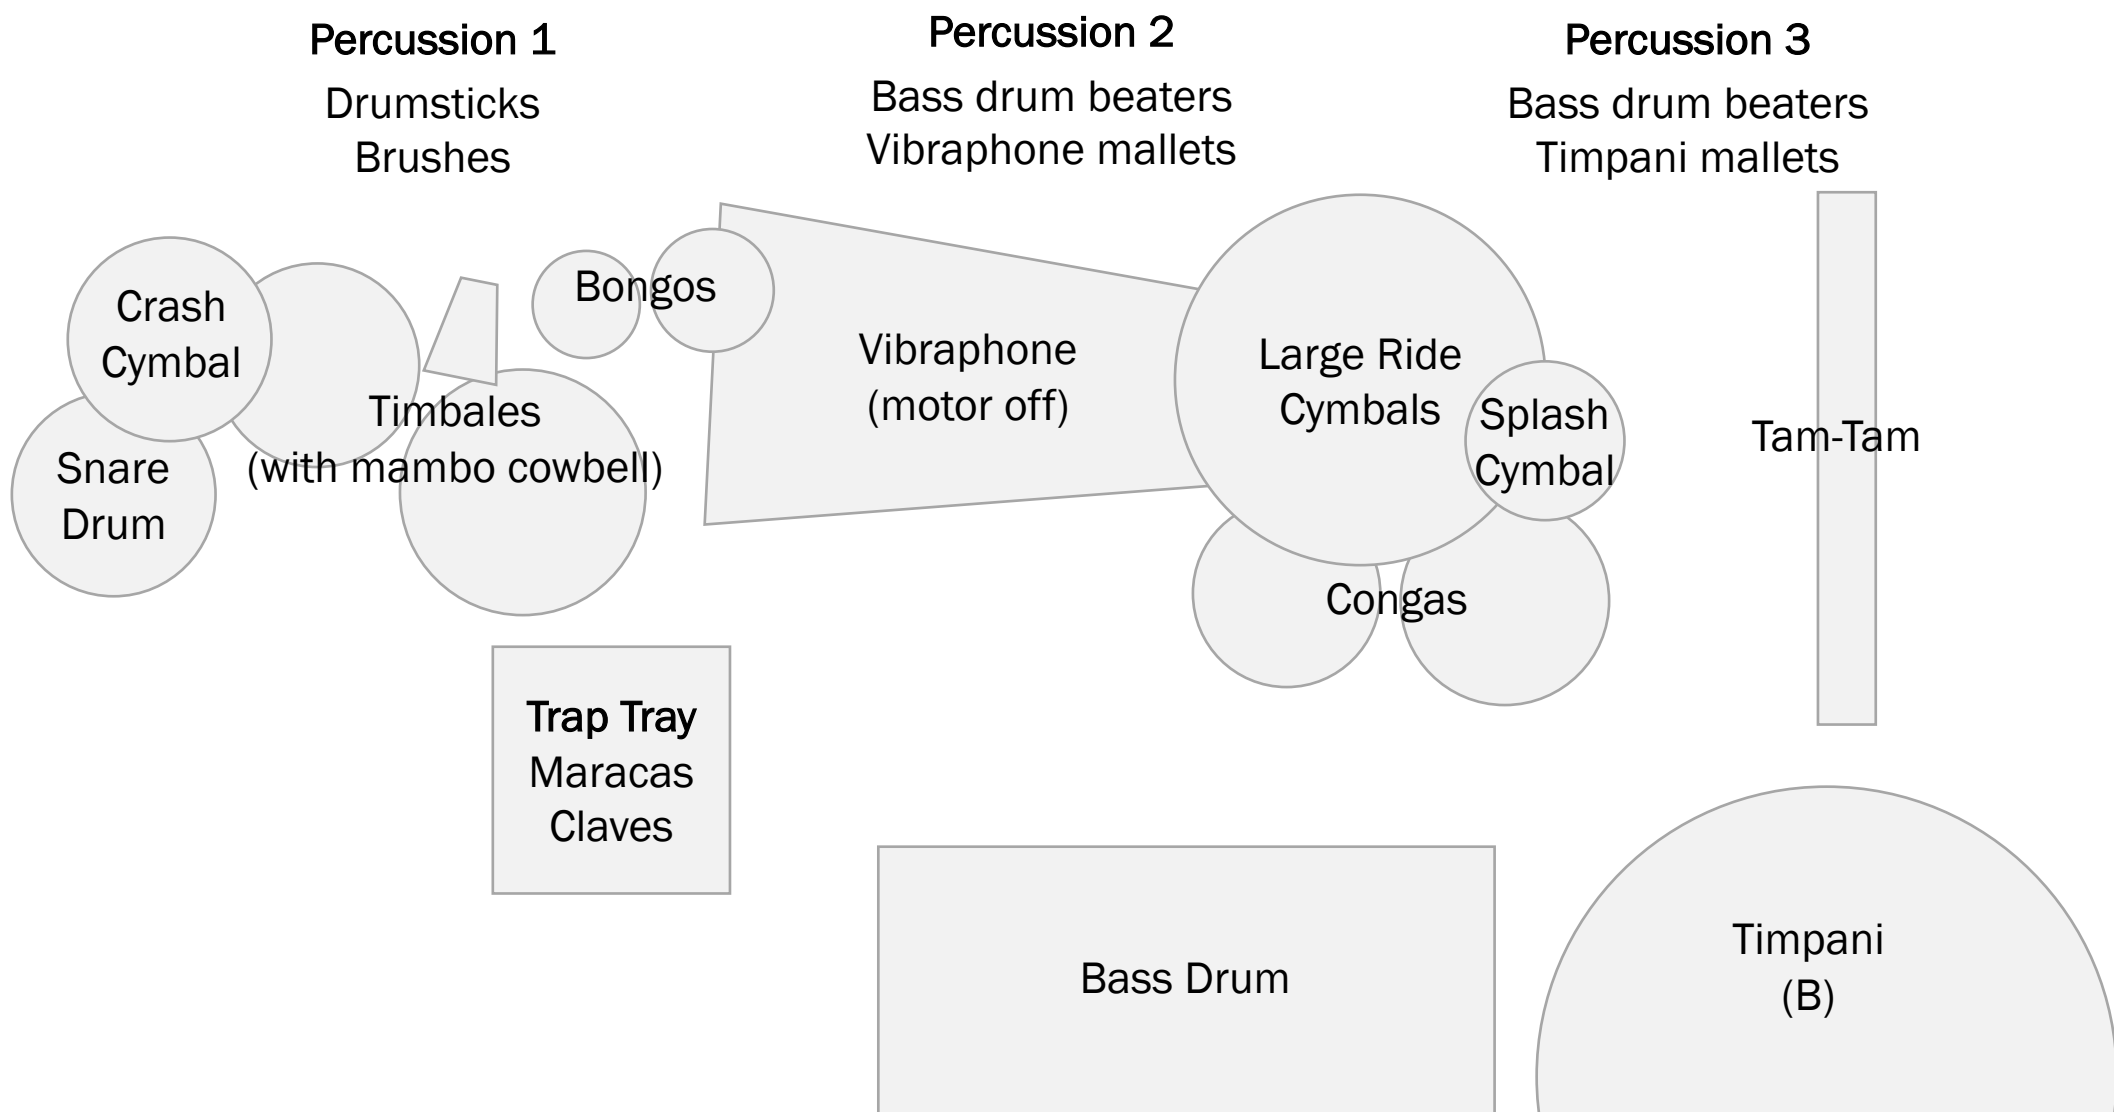 Percussion 1
Drumsticks
Brushes
Percussion 2
Bass drum beaters
Vibraphone mallets
Percussion 3
Bass drum beaters
Timpani mallets
Crash
Cymbal
Snare
Drum
Timbales
(with mambo cowbell)
Bongos
Vibraphone
(motor off)
Large Ride
Cymbals
Splash
Cymbal
Tam-Tam
Congas
Trap Tray
Maracas
Claves
Bass Drum
Timpani
(B)